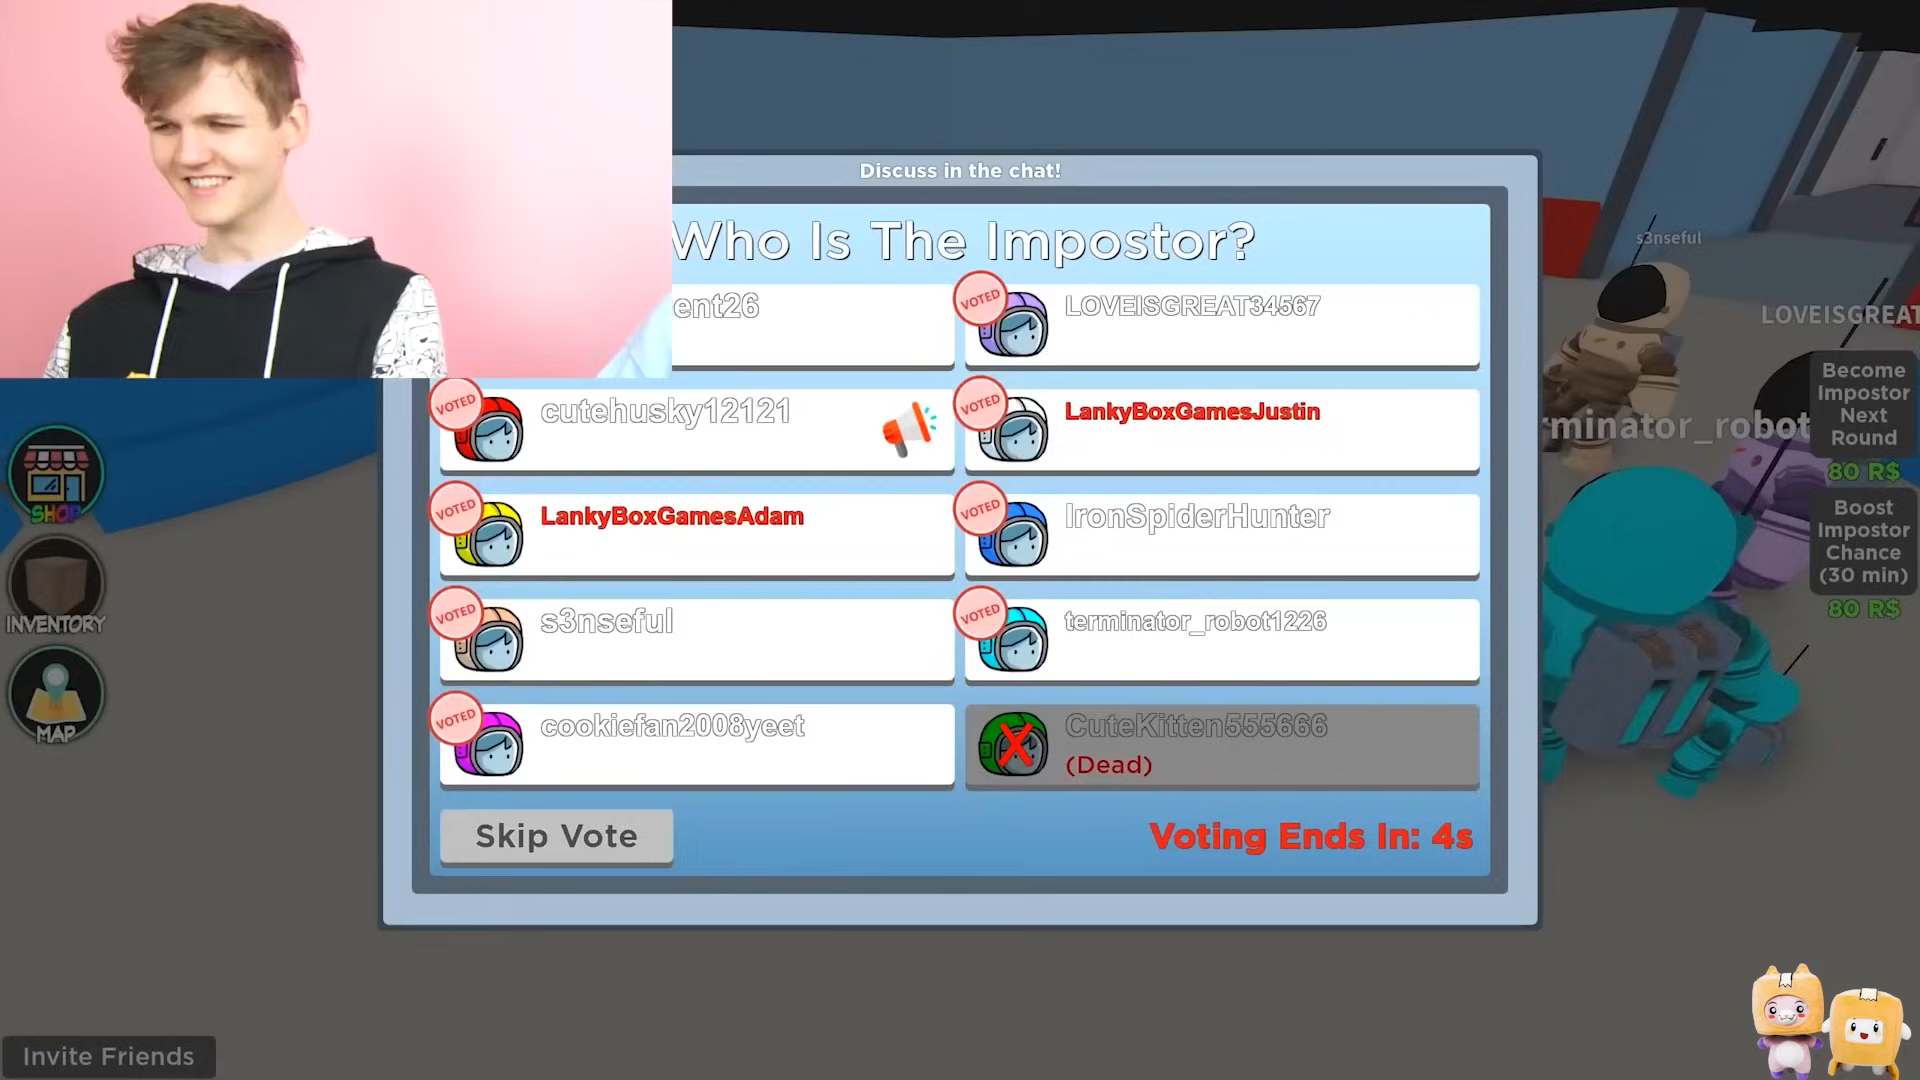 Discuss in the chat!
Who Is The Impostor?
ent26
VOTED
LOVEISGREAT34567
VOTED
cutehusky12121
VOTED
LankyBoxGamesJustin
VOTED
LankyBoxGamesAdam
VOTED
IronSpiderHunter
VOTED
s3nseful
VOTED
terminator_robot1226
VOTED
cookiefan2008yeet
CuteKitten555666
(Dead)
Skip Vote
Voting Ends In: 4s
SHOP
INVENTORY
MAP
Invite Friends
s3nseful
LOVEISGREAT
rminator_robot
Become
Impostor
Next
Round
80 R$
Boost
Impostor
Chance
(30 min)
80 R$